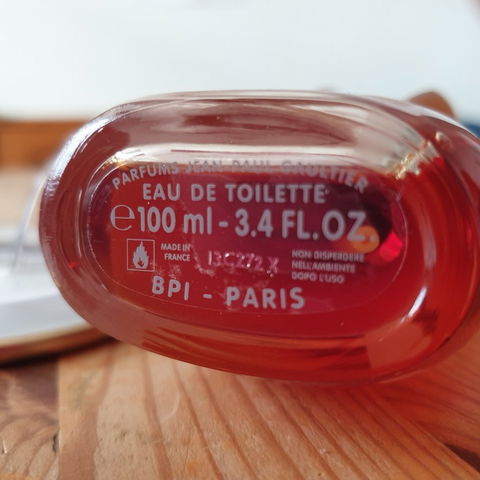 PARFUMS JEAN PAUL GAULTIER
EAU DE TOILETTE
℮100 ml - 3.4 FL.OZ.
MADE IN
FRANCE
13C272 X
NON DISPERDERE
NELL'AMBIENTE
DOPO L'USO
BPI - PARIS